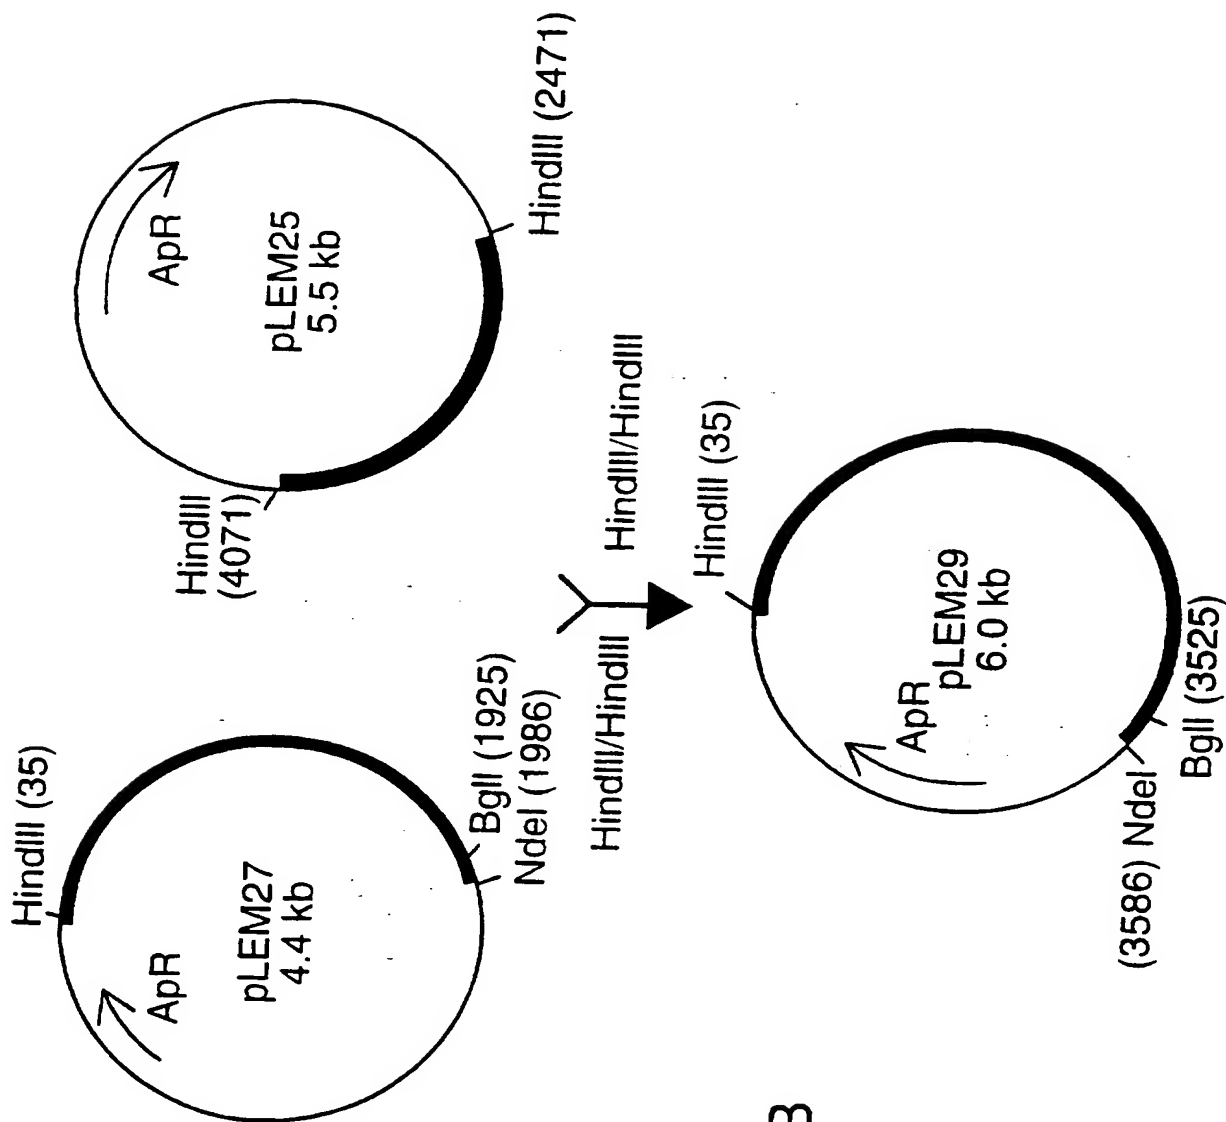 HindIII (35)
ApR
pLEM27
4.4 kb
BglI (1925)
NdeI (1986)
HindIII
(4071)
ApR
pLEM25
5.5 kb
HindIII (2471)
HindIII/HindIII
HindIII/HindIII
HindIII (35)
ApR
pLEM29
6.0 kb
(3586) NdeI
BglI (3525)